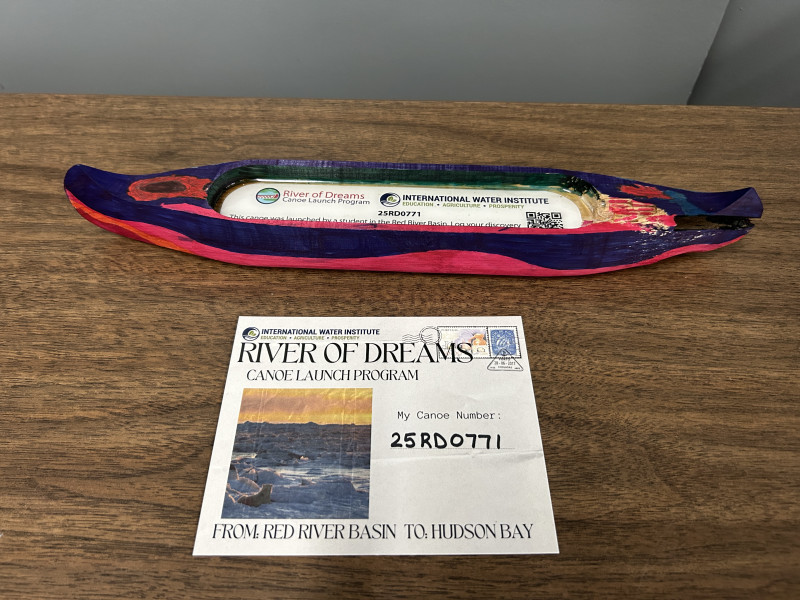 River of Dreams
Canoe Launch Program
INTERNATIONAL WATER INSTITUTE
EDUCATION • AGRICULTURE • PROSPERITY
25RD0771
This canoe was launched by a student in the Red River Basin. Log your discovery
INTERNATIONAL WATER INSTITUTE
EDUCATION • AGRICULTURE • PROSPERITY
RIVER OF DREAMS
CANOE LAUNCH PROGRAM
My Canoe Number:
25RD0771
FROM: RED RIVER BASIN TO: HUDSON BAY